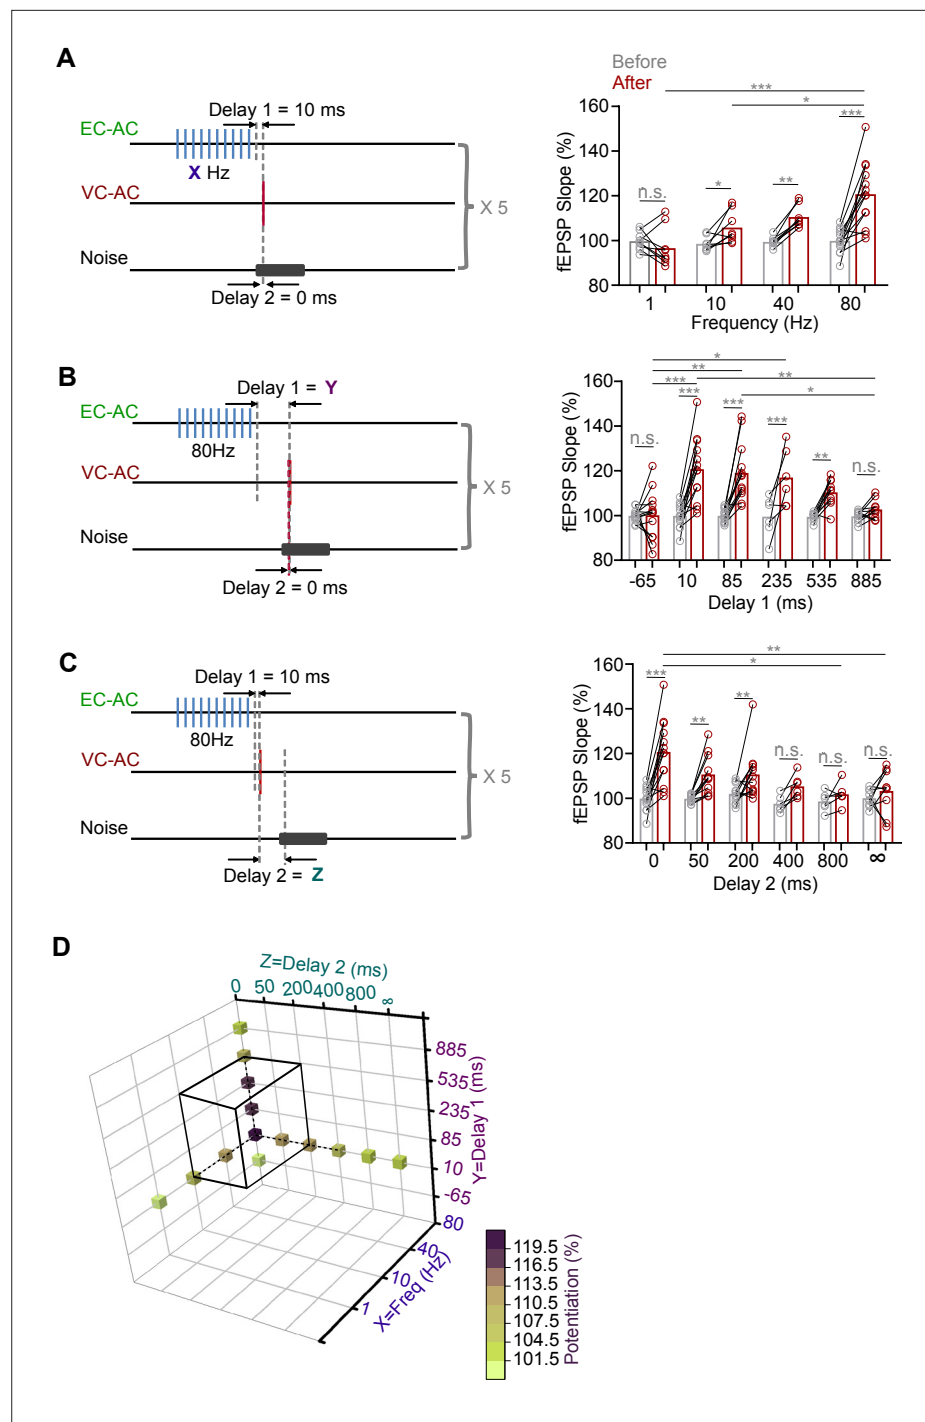 A
Delay 1 = 10 ms
EC-AC
X Hz
VC-AC
X 5
Noise
Delay 2 = 0 ms
Before
After
***
*
***
160
140
120
100
80
fEPSP Slope (%)
n.s.
*
**
1
10
40
80
Frequency (Hz)
B
Delay 1 = Y
EC-AC
80Hz
VC-AC
X 5
Noise
Delay 2 = 0 ms
*
**
***
**
***
*
***
***
n.s.
**
n.s.
160
140
120
100
80
fEPSP Slope (%)
-65
10
85
235
535
885
Delay 1 (ms)
C
Delay 1 = 10 ms
EC-AC
80Hz
VC-AC
X 5
Noise
Delay 2 = Z
**
*
***
**
**
n.s.
n.s.
n.s.
160
140
120
100
80
fEPSP Slope (%)
0
50
200
400
800
∞
Delay 2 (ms)
D
Z=Delay 2 (ms)
0
50
200
400
800
∞
885
535
235
85
10
-65
Y=Delay 1 (ms)
80
40
10
1
X=Freq (Hz)
119.5
116.5
113.5
110.5
107.5
104.5
101.5
Potentiation (%)